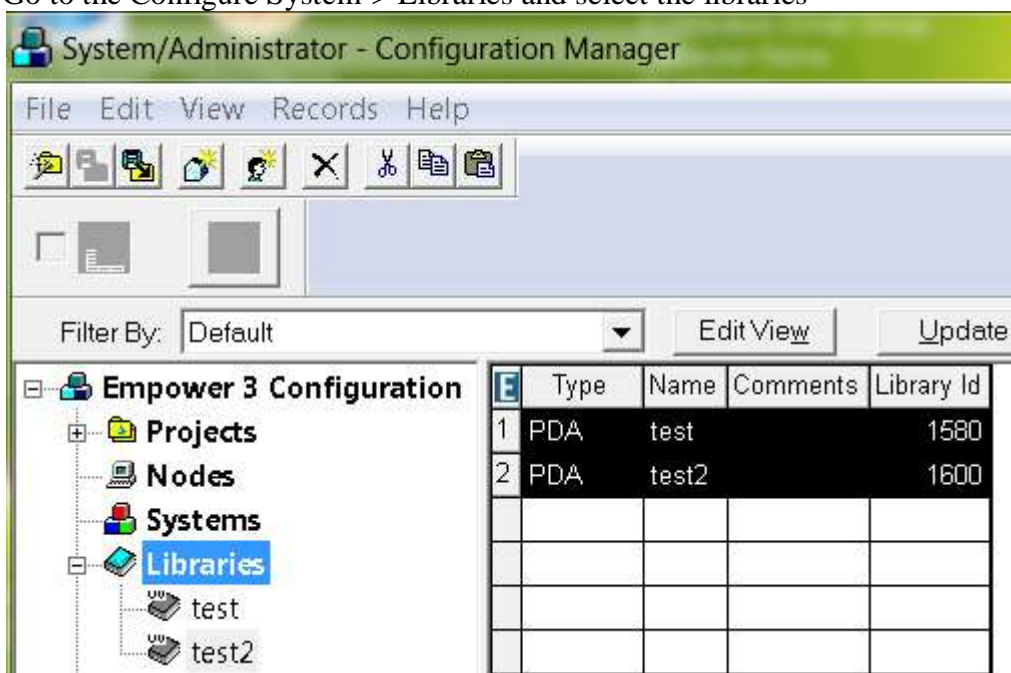 Go to the Configure System > Libraries and select the libraries
System/Administrator - Configuration Manager
File Edit View Records Help
Filter By: Default Edit View Update
Empower 3 Configuration
Projects
Nodes
Systems
Libraries
test
test2
E Type Name Comments Library Id
1 PDA test 1580
2 PDA test2 1600